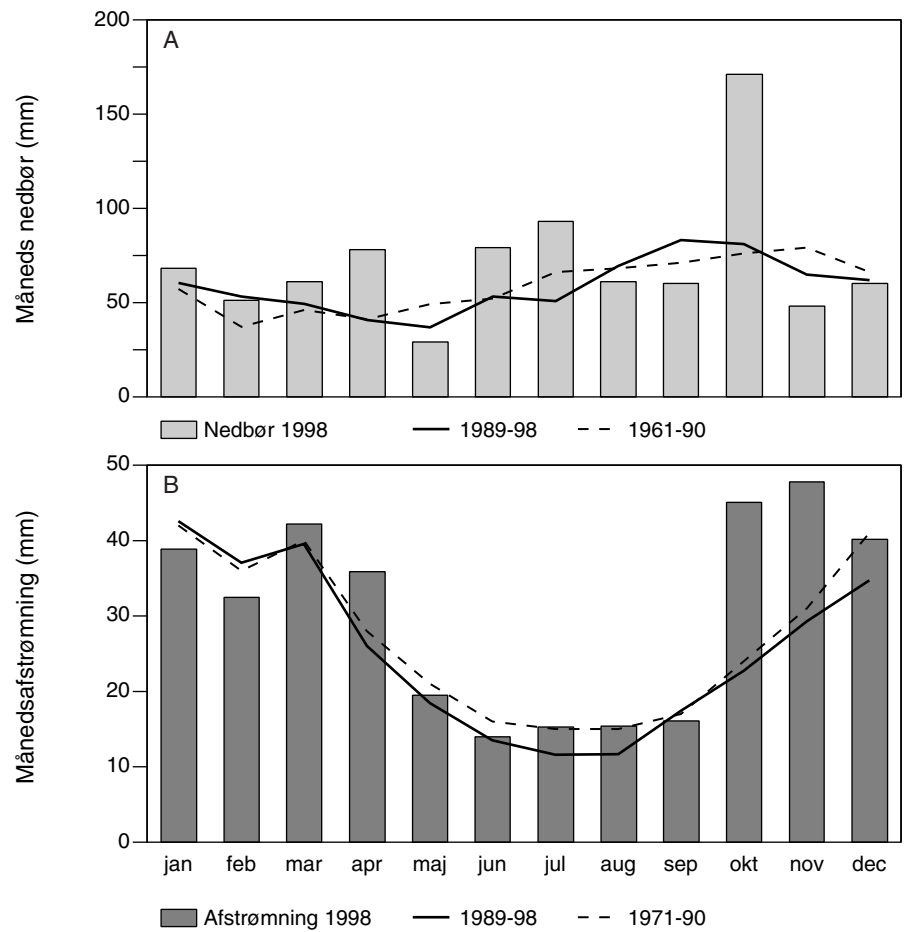 Måneds nedbør (mm)
A
200
150
100
50
0
Nedbør 1998 1989-98 1961-90
Månedsafstrømning (mm)
B
50
40
30
20
10
0
jan feb mar apr maj jun jul aug sep okt nov dec
Afstrømning 1998 1989-98 1971-90